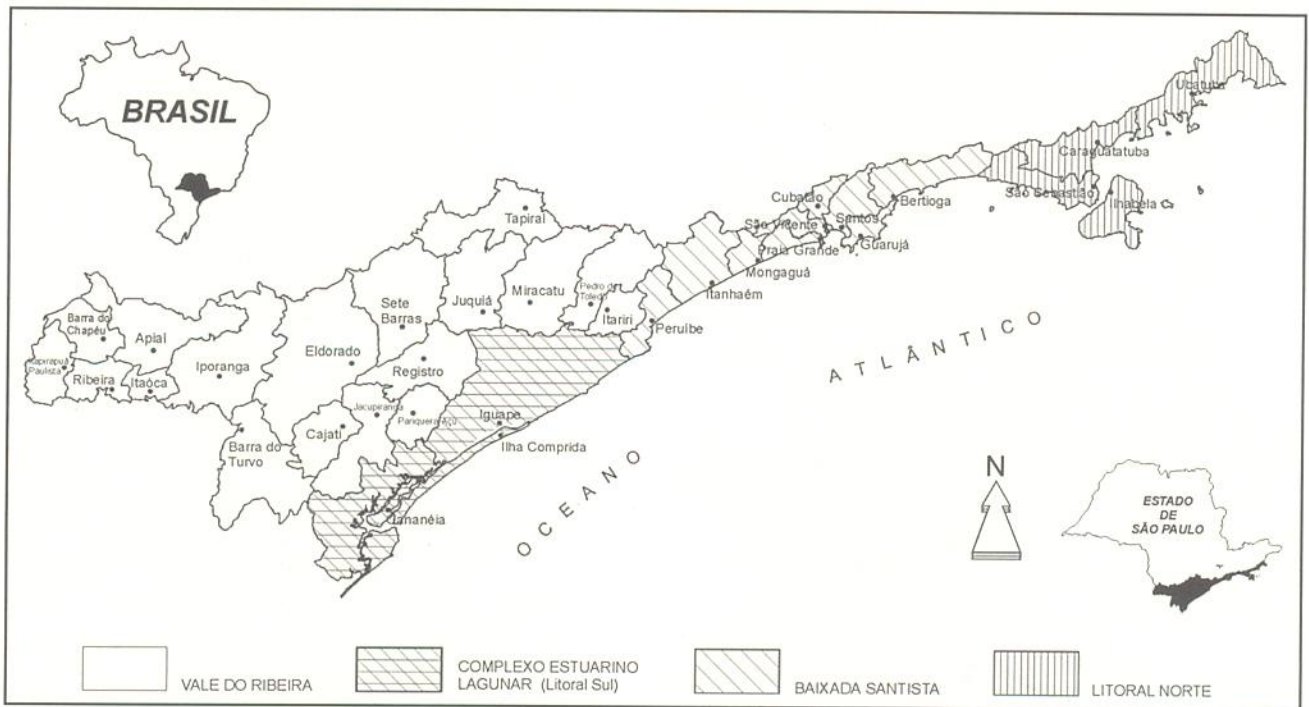 BRASIL
Ubatuba
Caraguatatuba
São Sebastião
Ilhabela
Cubatão
Bertioga
São Vicente
Santos
Guarujá
Praia Grande
Mongaguá
Itanhaém
Peruíbe
Tapiraí
Sete
Barras
Juquiá
Miracatu
Pedro de
Toledo
Itariri
Barra do
Chapéu
Apiaí
Itapirapuã
Paulista
Ribeira
Itaóca
Iporanga
Eldorado
Registro
Jacupiranga
Pariquera-Açú
Cajati
Barra do
Turvo
Iguape
Ilha Comprida
Cananéia
OCEANO
ATLÂNTICO
N
ESTADO
DE
SÃO PAULO
VALE DO RIBEIRA
COMPLEXO ESTUARINO
LAGUNAR (Litoral Sul)
BAIXADA SANTISTA
LITORAL NORTE